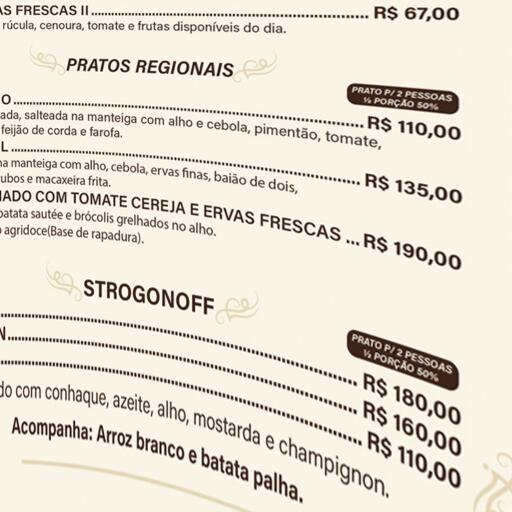 AS FRESCAS II R$ 67,00
rúcula, cenoura, tomate e frutas disponíveis do dia.
PRATOS REGIONAIS
PRATO P/ 2 PESSOAS
½ PORÇÃO 50%
O R$ 110,00
ada, salteada na manteiga com alho e cebola, pimentão, tomate,
feijão de corda e farofa.
L R$ 135,00
na manteiga com alho, cebola, ervas finas, baião de dois,
ubos e macaxeira frita.
HADO COM TOMATE CEREJA E ERVAS FRESCAS ... R$ 190,00
batata sautée e brócolis grelhados no alho.
agridoce(Base de rapadura).
STROGONOFF
PRATO P/ 2 PESSOAS
½ PORÇÃO 50%
R$ 180,00
N R$ 160,00
R$ 110,00
do com conhaque, azeite, alho, mostarda e champignon.
Acompanha: Arroz branco e batata palha.